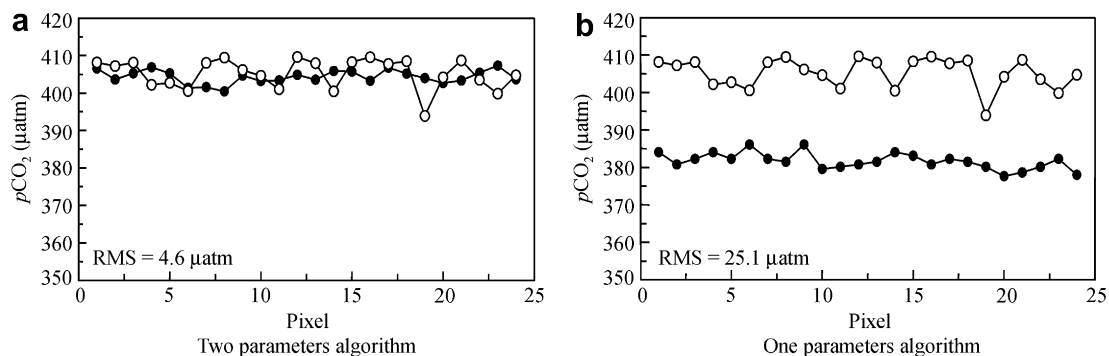 a
420
410
400
390
380
370
360
350
pCO2 (µatm)
RMS = 4.6 µatm
0 5 10 15 20 25
Pixel
Two parameters algorithm
b
420
410
400
390
380
370
360
350
pCO2 (µatm)
RMS = 25.1 µatm
0 5 10 15 20 25
Pixel
One parameters algorithm